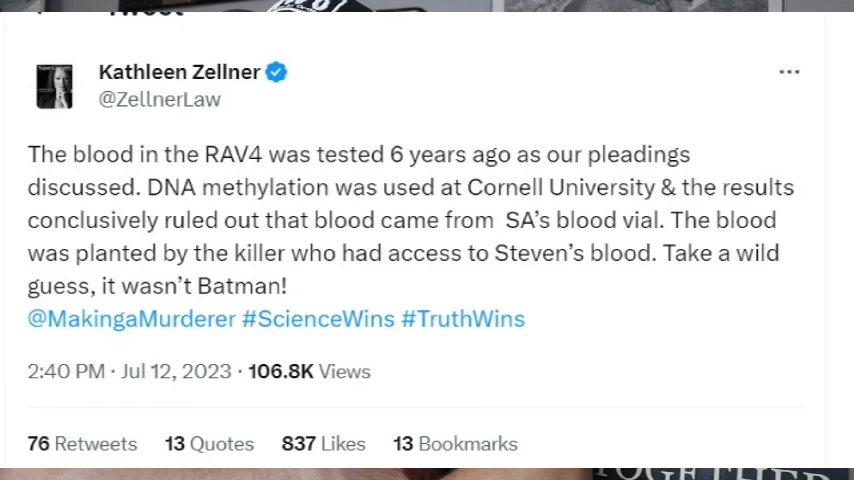 Tweet
Kathleen Zellner
@ZellnerLaw
The blood in the RAV4 was tested 6 years ago as our pleadings
discussed. DNA methylation was used at Cornell University & the results
conclusively ruled out that blood came from SA's blood vial. The blood
was planted by the killer who had access to Steven's blood. Take a wild
guess, it wasn't Batman!
@MakingaMurderer #ScienceWins #TruthWins
2:40 PM · Jul 12, 2023 · 106.8K Views
76 Retweets 13 Quotes 837 Likes 13 Bookmarks
TOGETHER